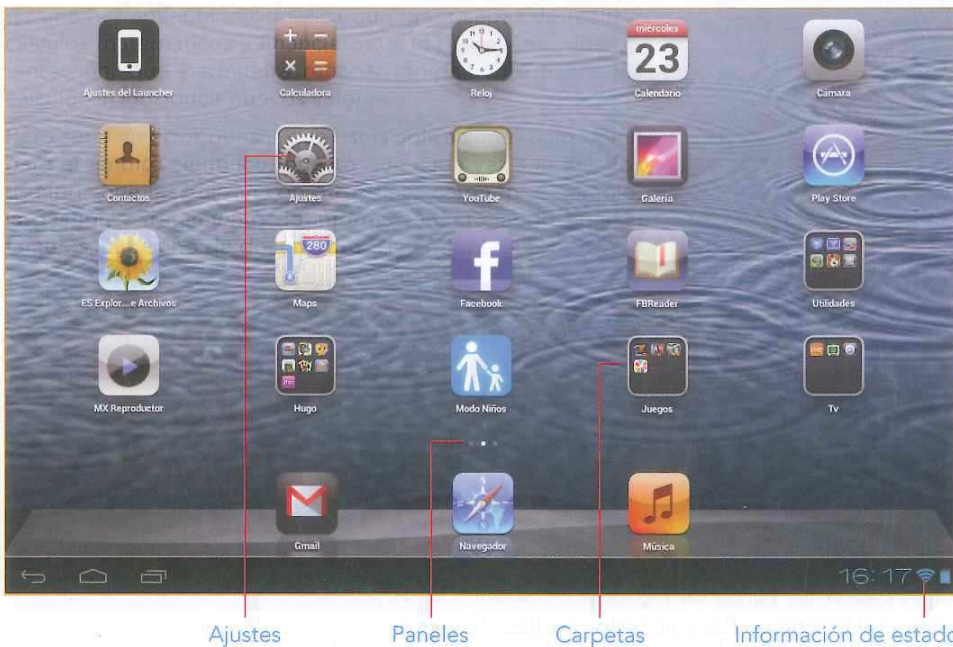 miércoles
23
Ajustes del Launcher Calculadora Reloj Calendario Cámara
Contactos Ajustes YouTube Galería Play Store
280
ES Explor...e Archivos Maps Facebook FBReader Utilidades
MX Reproductor Hugo Modo Niños Juegos Tv
Gmail Navegador Música
16:17
Ajustes Paneles Carpetas Información de estado